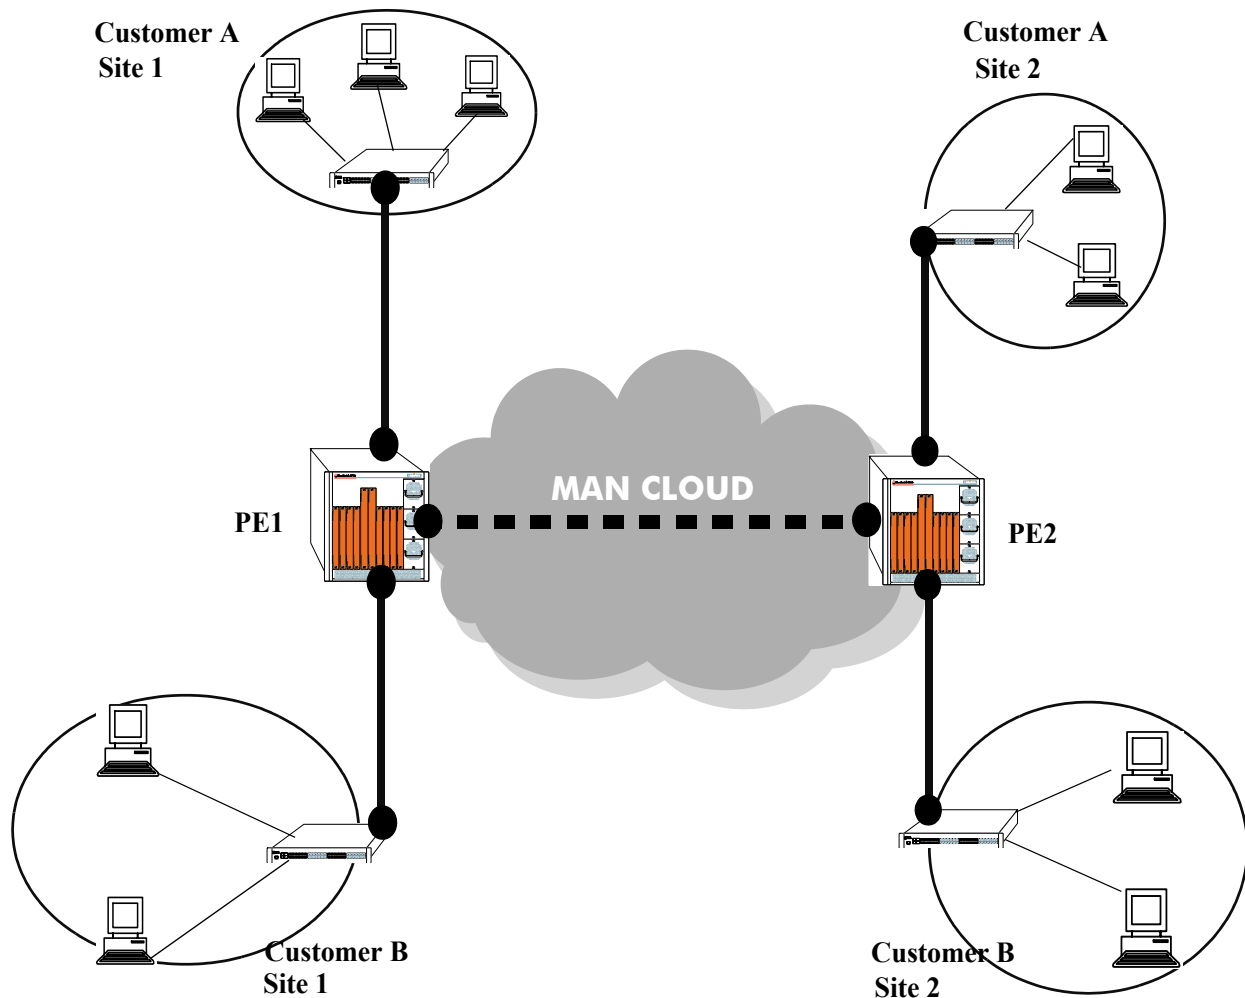 Customer A
Site 1
Customer A
Site 2
MAN CLOUD
PE1
PE2
Customer B
Site 1
Customer B
Site 2